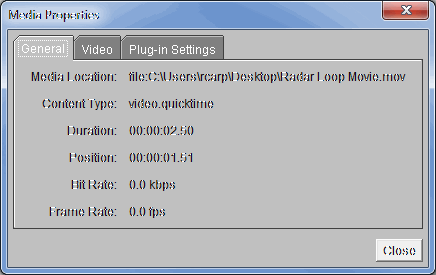 Media Properties
General Video Plug-in Settings
Media Location: file:C:\Users\rcarp\Desktop\Radar Loop Movie.mov
Content Type: video.quicktime
Duration: 00:00:02.50
Position: 00:00:01.51
Bit Rate: 0.0 kbps
Frame Rate: 0.0 fps
Close